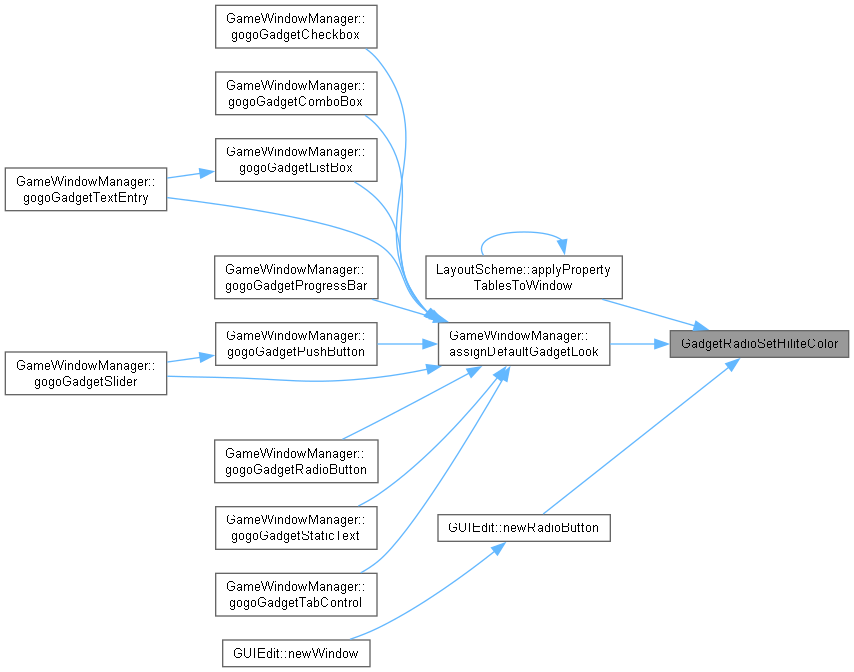 GameWindowManager::
gogoGadgetCheckbox
GameWindowManager::
gogoGadgetComboBox
GameWindowManager::
gogoGadgetListBox
GameWindowManager::
gogoGadgetTextEntry
GameWindowManager::
gogoGadgetProgressBar
LayoutScheme::applyProperty
TablesToWindow
GameWindowManager::
gogoGadgetPushButton
GameWindowManager::
assignDefaultGadgetLook
GadgetRadioSetHiliteColor
GameWindowManager::
gogoGadgetSlider
GameWindowManager::
gogoGadgetRadioButton
GameWindowManager::
gogoGadgetStaticText
GUIEdit::newRadioButton
GameWindowManager::
gogoGadgetTabControl
GUIEdit::newWindow